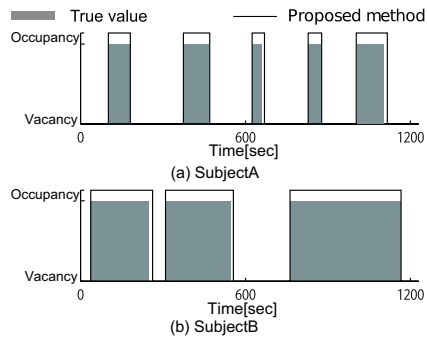 True value Proposed method
Occupancy
Vacancy
0 600 1200
Time[sec]
(a) SubjectA
Occupancy
Vacancy
0 600 1200
Time[sec]
(b) SubjectB